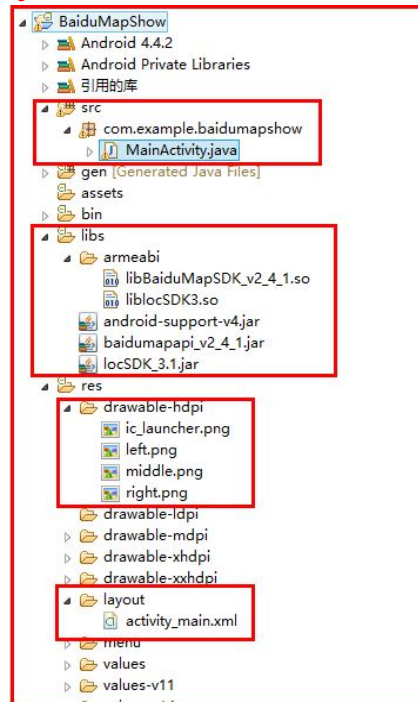 BaiduMapShow
Android 4.4.2
Android Private Libraries
引用的库
src
com.example.baidumapshow
MainActivity.java
gen [Generated Java Files]
assets
bin
libs
armeabi
libBaiduMapSDK_v2_4_1.so
liblocSDK3.so
android-support-v4.jar
baidumapapi_v2_4_1.jar
locSDK_3.1.jar
res
drawable-hdpi
ic_launcher.png
left.png
middle.png
right.png
drawable-ldpi
drawable-mdpi
drawable-xhdpi
drawable-xxhdpi
layout
activity_main.xml
menu
values
values-v11